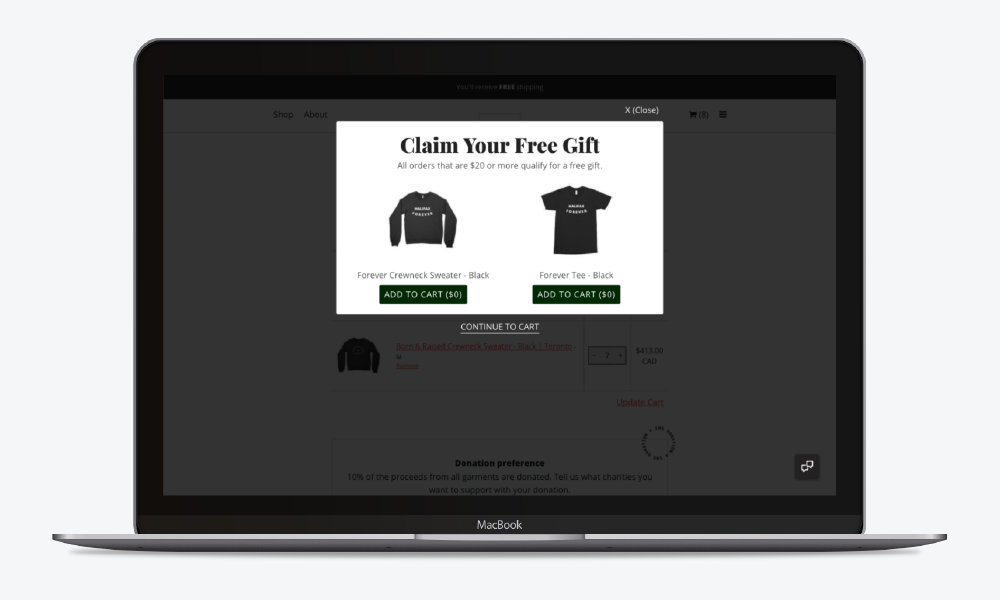 You'll receive FREE shipping
Shop About (8)
X (Close)
Claim Your Free Gift
All orders that are $20 or more qualify for a free gift.
HALIFAX
FOREVER
HALIFAX
FOREVER
Forever Crewneck Sweater - Black
Forever Tee - Black
ADD TO CART ($0)
ADD TO CART ($0)
CONTINUE TO CART
Born & Raised Crewneck Sweater - Black | Toronto -
M
Remove
− 7 +
$413.00
CAD
Update Cart
Donation preference
10% of the proceeds from all garments are donated. Tell us what charities you
want to support with your donation.
MacBook